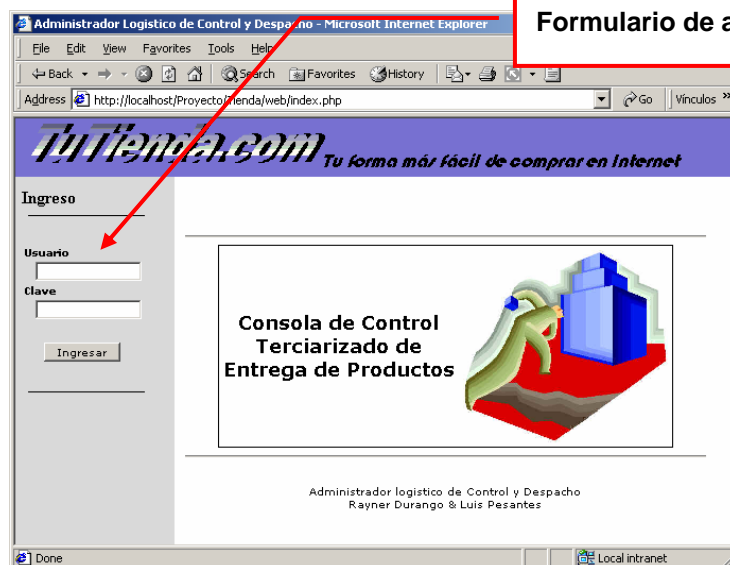 Administrador Logistico de Control y Despacho - Microsoft Internet Explorer
Formulario de a
File Edit View Favorites Tools Help
Back Search Favorites History
Address http://localhost/Proyecto/Tienda/web/index.php Go Vínculos »
TuTienda.com Tu forma más fácil de comprar en Internet
Ingreso
Usuario
Clave
Ingresar
Consola de Control
Terciarizado de
Entrega de Productos
Administrador logistico de Control y Despacho
Rayner Durango & Luis Pesantes
Done Local intranet